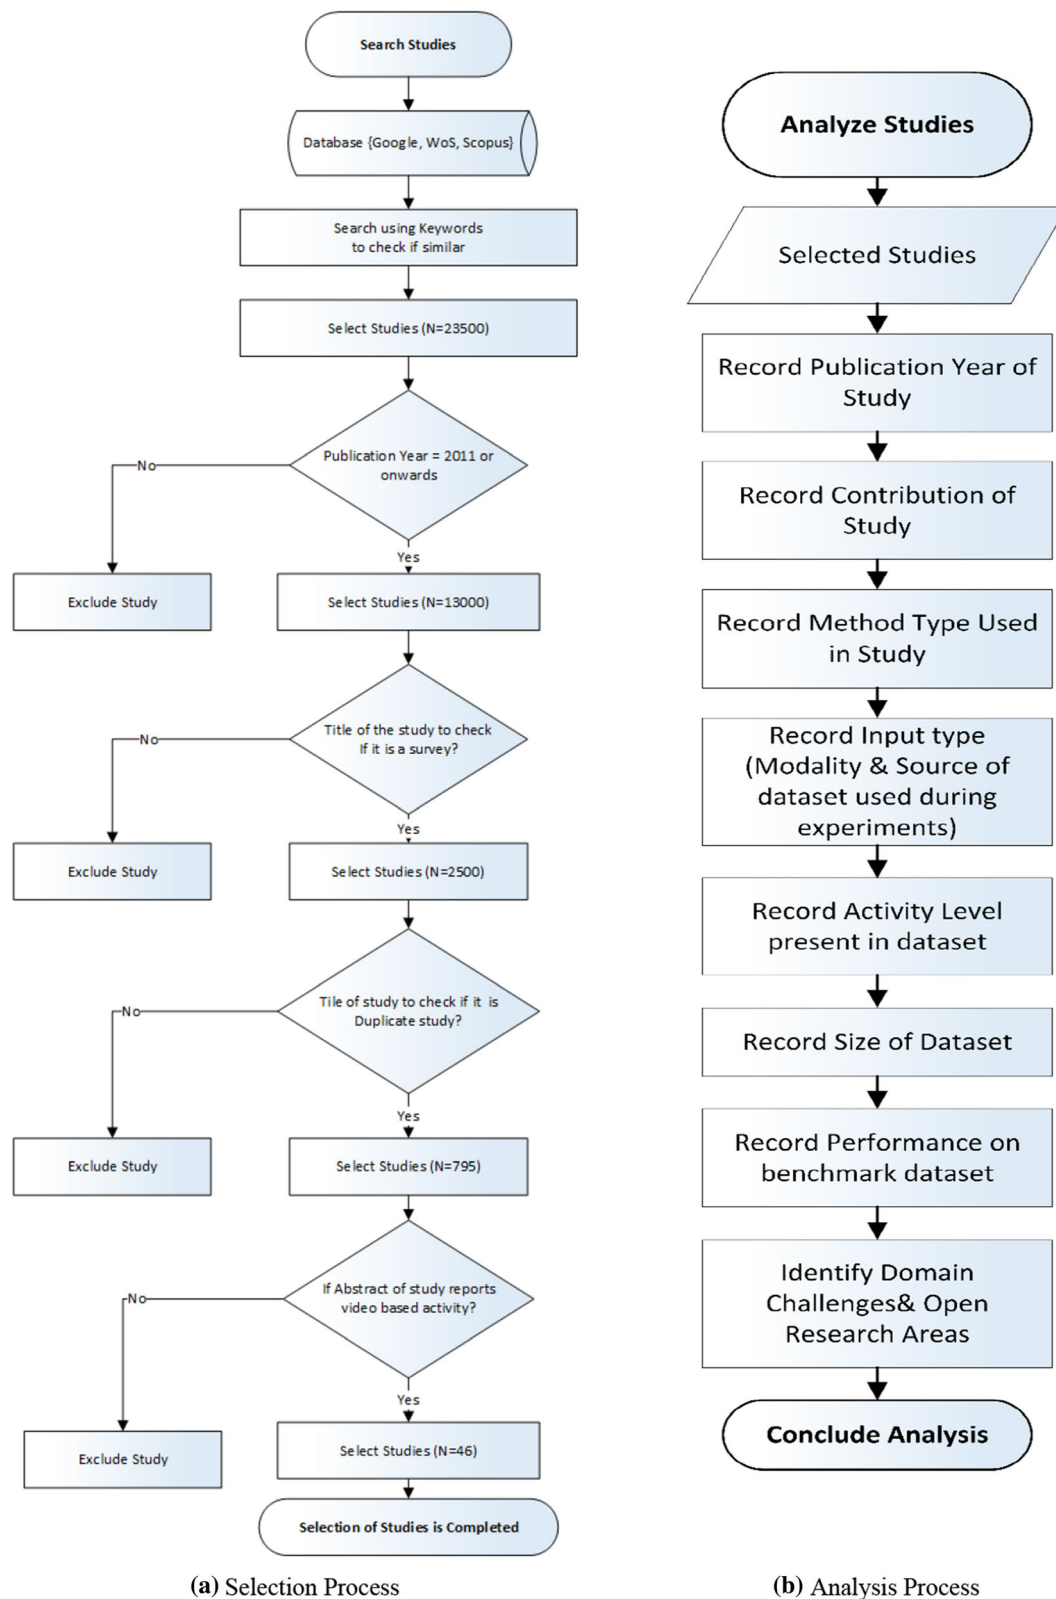 Search Studies
Database {Google, WoS, Scopus}
Search using Keywords
to check if similar
Select Studies (N=23500)
Publication Year = 2011 or
onwards
No
Yes
Exclude Study
Select Studies (N=13000)
Title of the study to check
If it is a survey?
No
Yes
Exclude Study
Select Studies (N=2500)
Tile of study to check if it is
Duplicate study?
No
Yes
Exclude Study
Select Studies (N=795)
If Abstract of study reports
video based activity?
No
Yes
Exclude Study
Select Studies (N=46)
Selection of Studies is Completed
(a) Selection Process
Analyze Studies
Selected Studies
Record Publication Year of
Study
Record Contribution of
Study
Record Method Type Used
in Study
Record Input type
(Modality & Source of
dataset used during
experiments)
Record Activity Level
present in dataset
Record Size of Dataset
Record Performance on
benchmark dataset
Identify Domain
Challenges& Open
Research Areas
Conclude Analysis
(b) Analysis Process